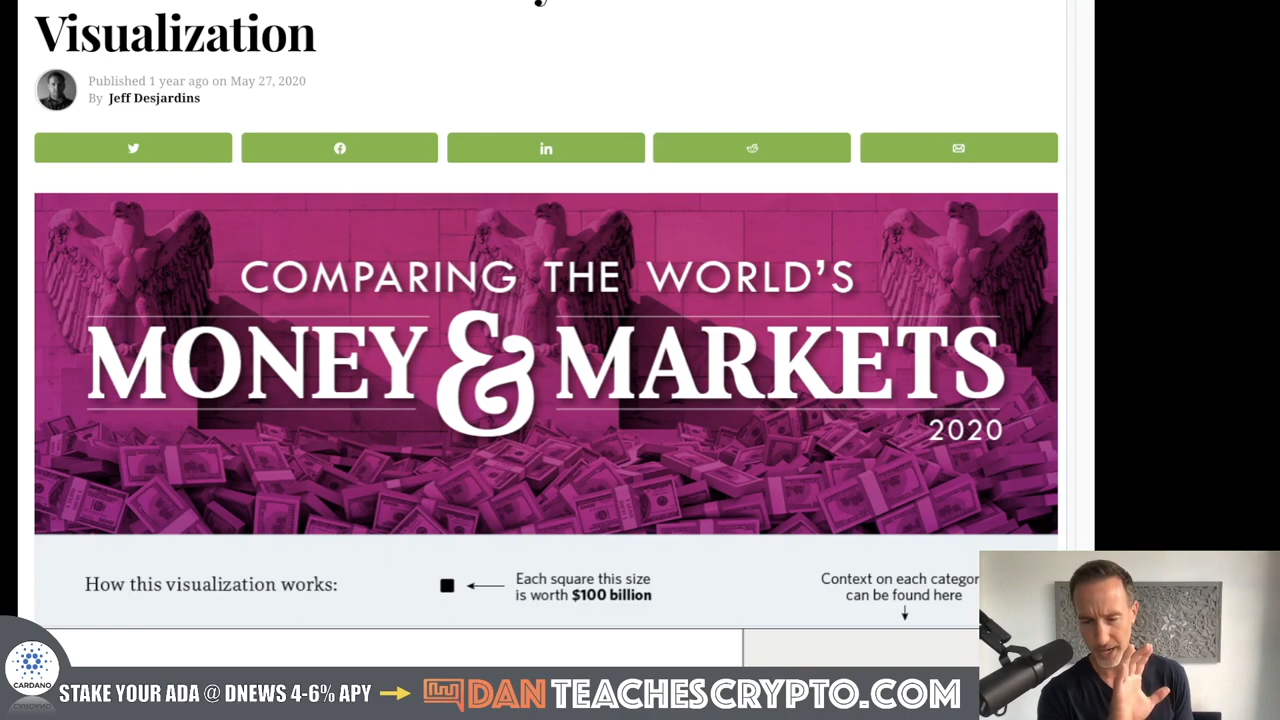 Visualization
Published 1 year ago on May 27, 2020
By Jeff Desjardins
COMPARING THE WORLD'S
MONEY & MARKETS
2020
How this visualization works:
Each square this size
is worth $100 billion
Context on each categor
can be found here
CARDANO
STAKE YOUR ADA @ DNEWS 4-6% APY
DANTEACHESCRYPTO.COM